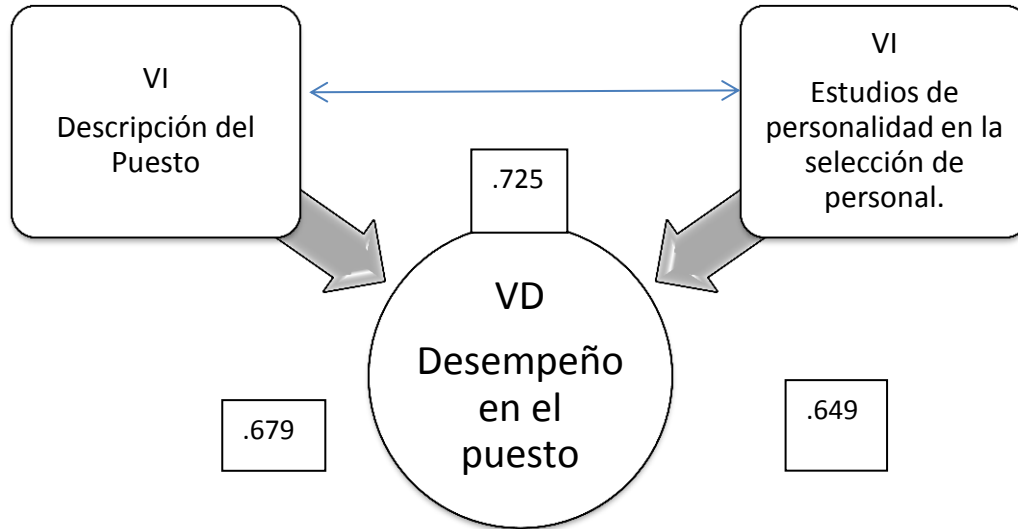 VI
Descripción del
Puesto
VI
Estudios de
personalidad en la
selección de
personal.
.725
VD
Desempeño
en el
puesto
.679
.649